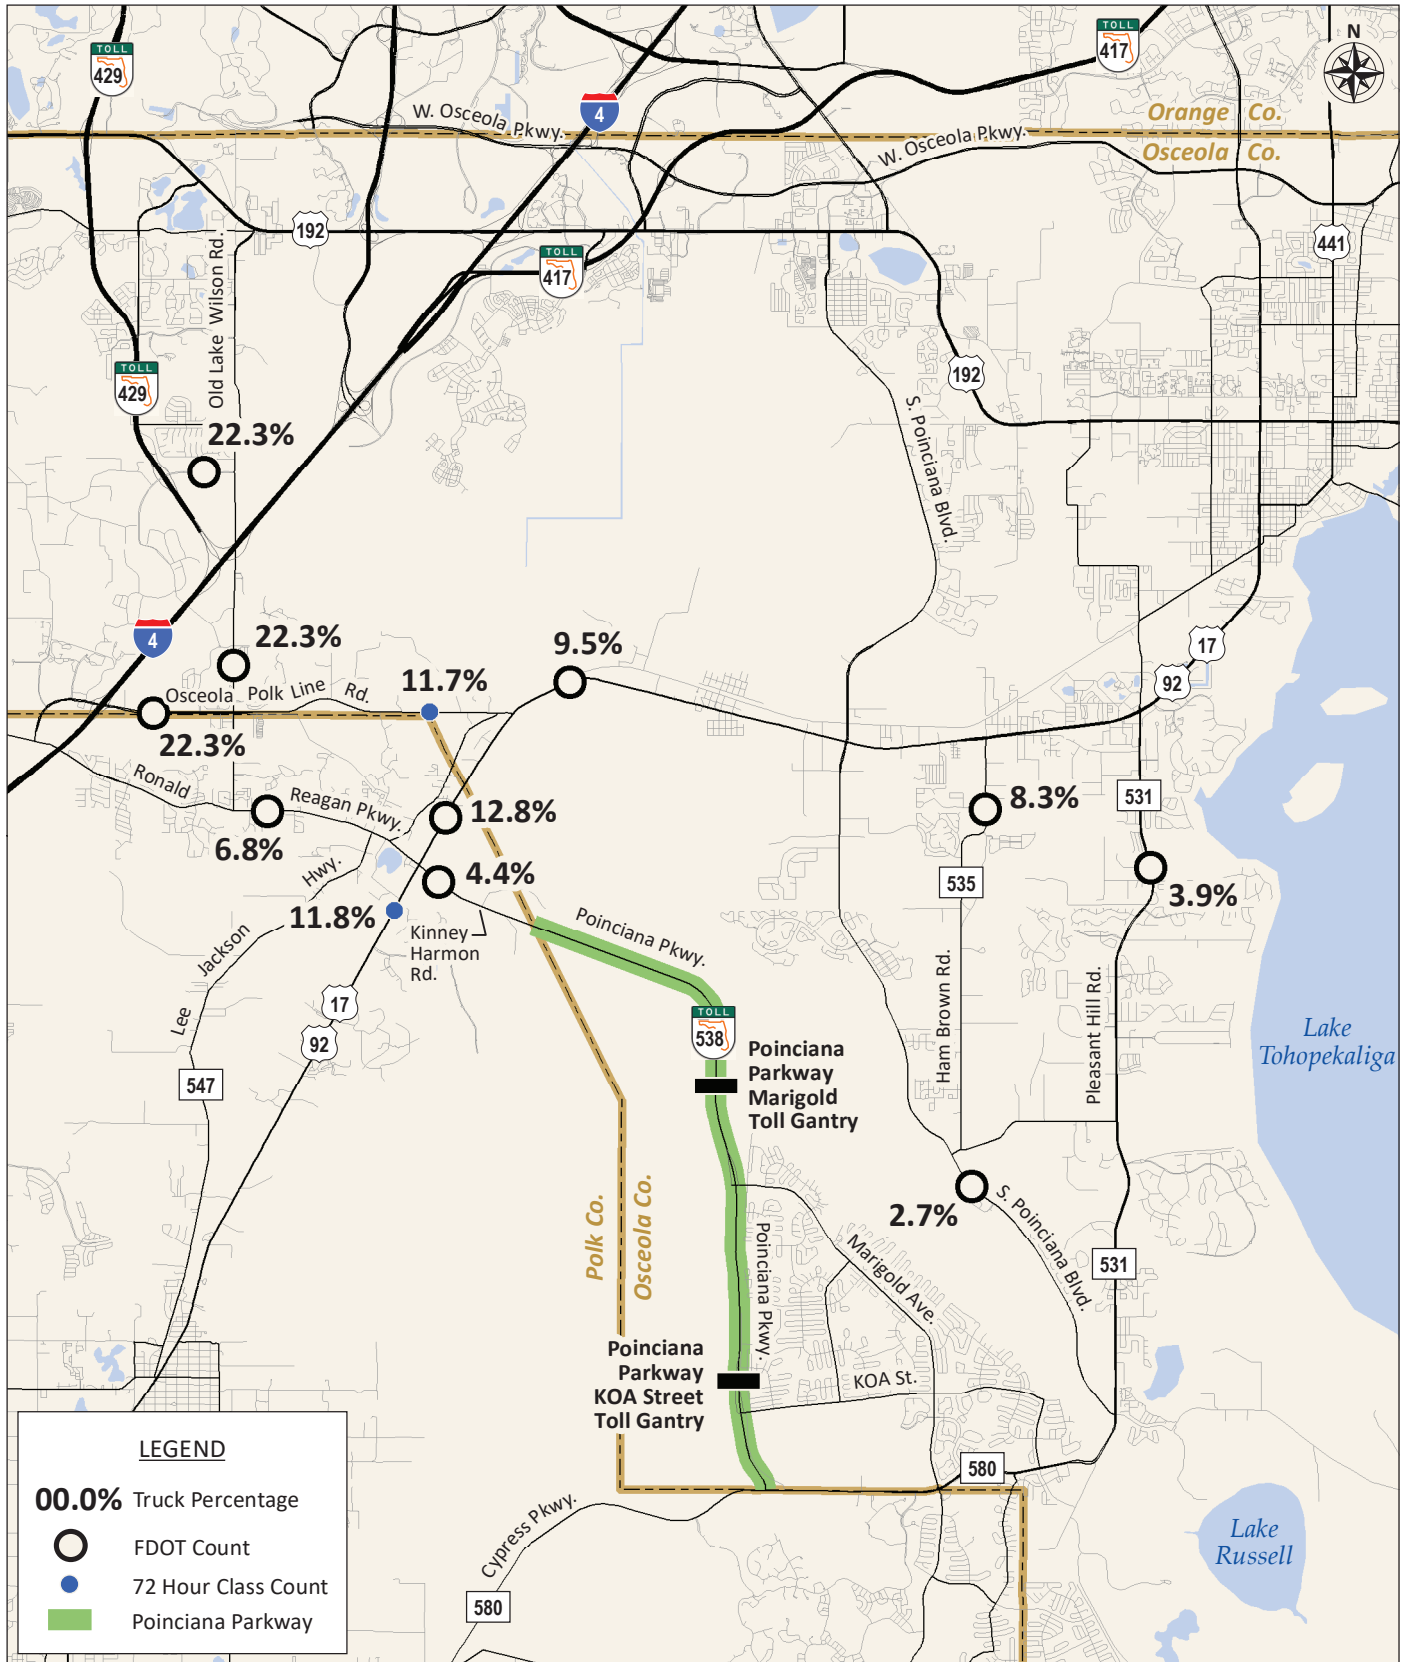 TOLL
429
TOLL
417
N
4
W. Osceola Pkwy.
W. Osceola Pkwy.
Orange Co.
Osceola Co.
192
441
Old Lake Wilson Rd.
TOLL
417
TOLL
429
192
S. Poinciana Blvd.
22.3%
4
22.3%
9.5%
17
92
Osceola Polk Line Rd.
11.7%
22.3%
Ronald Reagan Pkwy.
6.8%
12.8%
8.3%
531
4.4%
535
3.9%
Lee Jackson Hwy.
11.8%
Kinney
Harmon
Rd.
Poinciana Pkwy.
17
92
547
TOLL
538
Ham Brown Rd.
Pleasant Hill Rd.
Lake
Tohopekaliga
Poinciana
Parkway
Marigold
Toll Gantry
2.7%
S. Poinciana Blvd.
Polk Co.
Osceola Co.
Poinciana Pkwy.
Marigold Ave.
531
Poinciana
Parkway
KOA Street
Toll Gantry
KOA St.
580
Cypress Pkwy.
580
Lake
Russell
LEGEND
00.0% Truck Percentage
FDOT Count
72 Hour Class Count
Poinciana Parkway